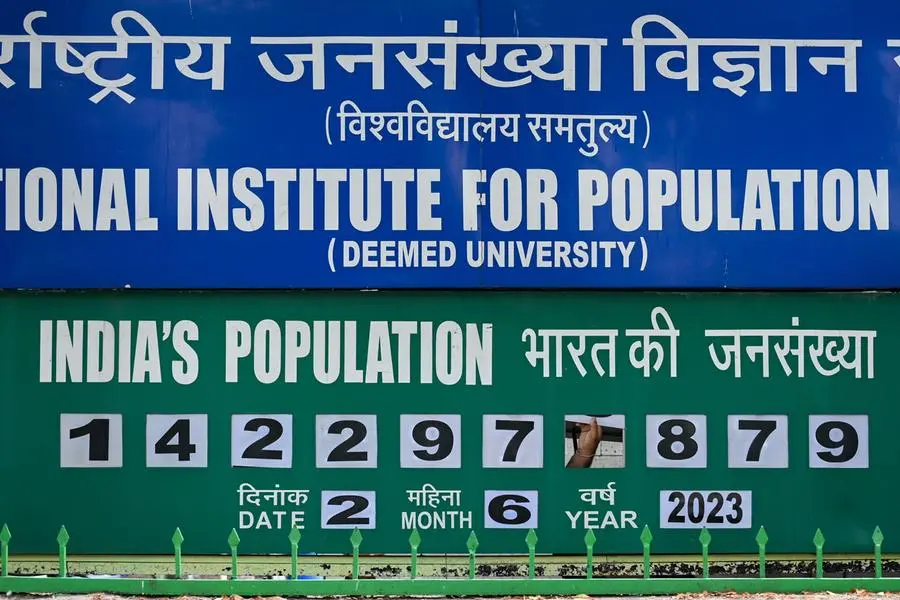 जनसंख्या विज्ञान
(विश्वविद्यालय समतुल्य)
INSTITUTE FOR POPULATION
(DEEMED UNIVERSITY)
INDIA'S POPULATION भारत की जनसंख्या
1 4 2 2 9 7 8 7 9
दिनांक 2 महिना 6 वर्ष 2023
DATE MONTH YEAR